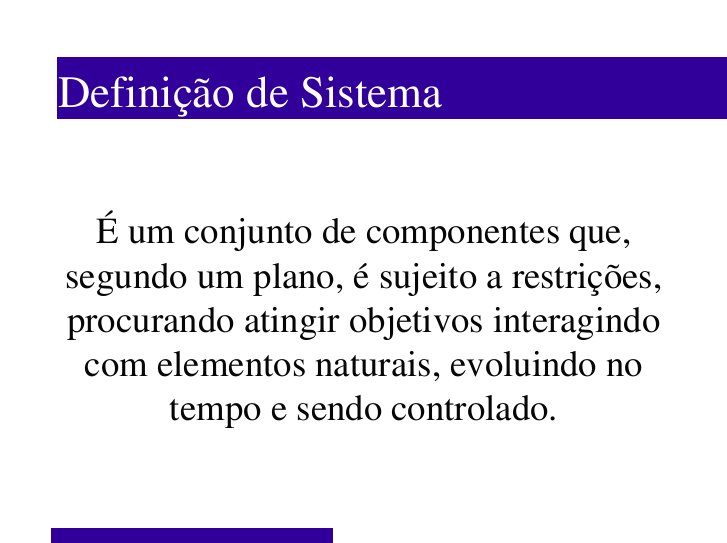 Definição de Sistema
É um conjunto de componentes que,
segundo um plano, é sujeito a restrições,
procurando atingir objetivos interagindo
com elementos naturais, evoluindo no
tempo e sendo controlado.